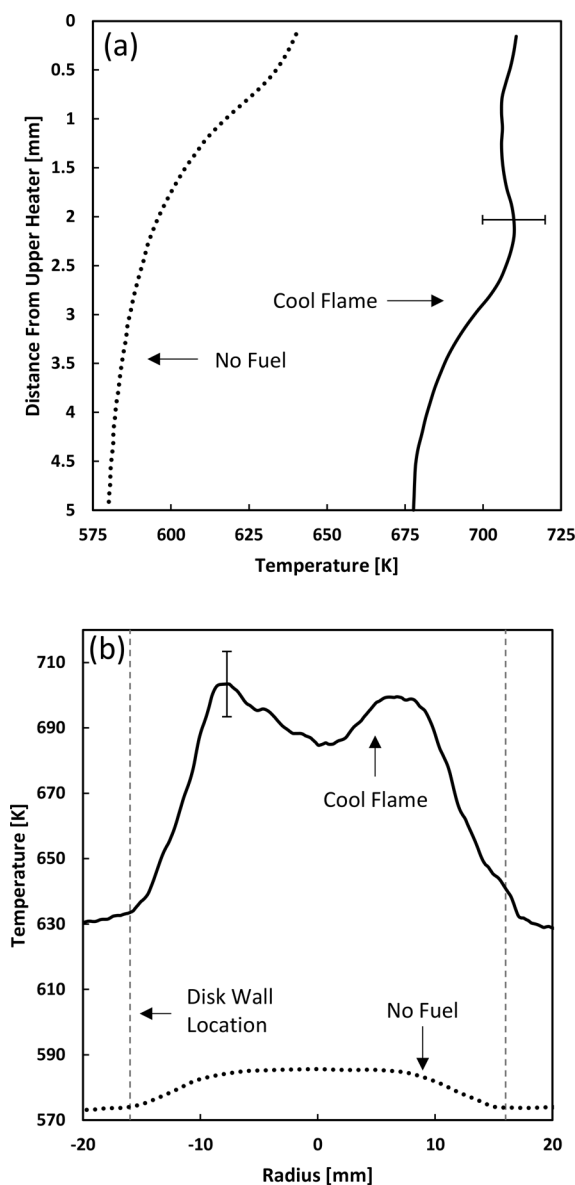 (a)
0
0.5
1
1.5
2
2.5
3
3.5
4
4.5
5
Distance From Upper Heater [mm]
Cool Flame
No Fuel
575 600 625 650 675 700 725
Temperature [K]
(b)
710
690
670
650
630
610
590
570
Temperature [K]
Cool Flame
Disk Wall
Location
No Fuel
-20 -10 0 10 20
Radius [mm]